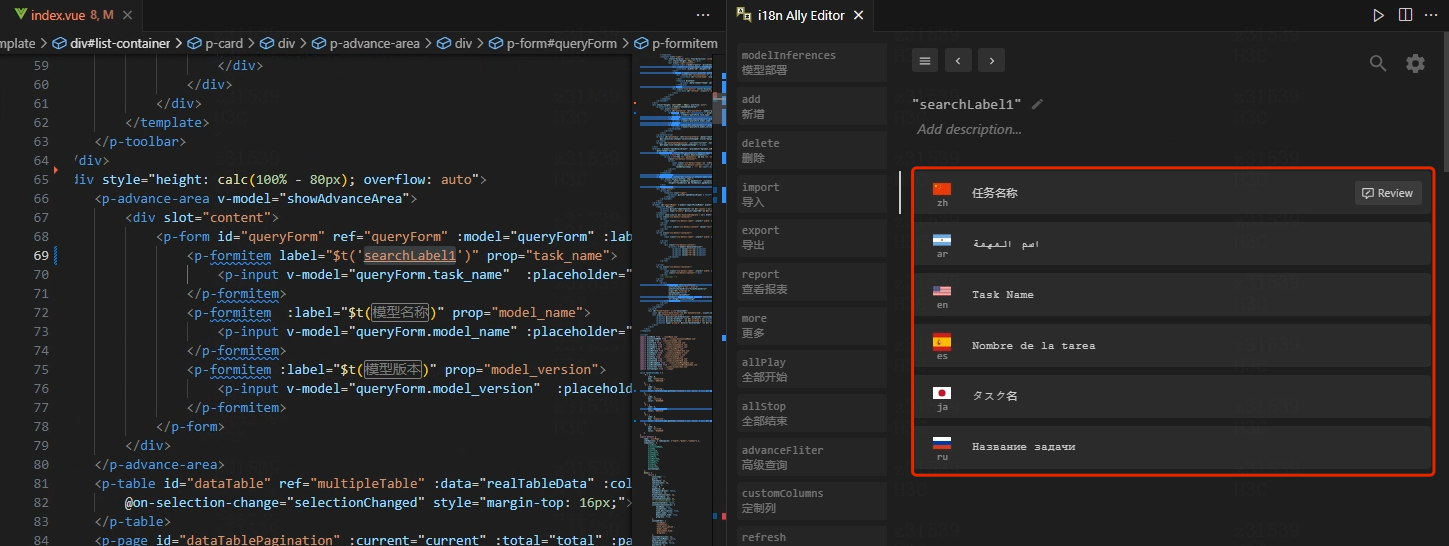 index.vue 8, M
i18n Ally Editor
mplate > div#list-container > p-card > div > p-advance-area > div > p-form#queryForm > p-formitem
59 </div>
60 </div>
61 </div>
62 </template>
63 </p-toolbar>
64 /div>
65 div style="height: calc(100% - 80px); overflow: auto">
66 <p-advance-area v-model="showAdvanceArea">
67 <div slot="content">
68 <p-form id="queryForm" ref="queryForm" :model="queryForm" :lab
69 <p-formitem label="$t('searchLabel1')" prop="task_name">
70 <p-input v-model="queryForm.task_name" :placeholder="
71 </p-formitem>
72 <p-formitem :label="$t(模型名称)" prop="model_name">
73 <p-input v-model="queryForm.model_name" :placeholder="
74 </p-formitem>
75 <p-formitem :label="$t(模型版本)" prop="model_version">
76 <p-input v-model="queryForm.model_version" :placehold
77 </p-formitem>
78 </p-form>
79 </div>
80 </p-advance-area>
81 <p-table id="dataTable" ref="multipleTable" :data="realTableData" :col
82 @on-selection-change="selectionChanged" style="margin-top: 16px;">
83 </p-table>
84 <p-page id="dataTablePagination" :current="current" :total="total" :pa
modelInferences
模型部署
add
新增
delete
删除
import
导入
export
导出
report
查看报表
more
更多
allPlay
全部开始
allStop
全部结束
advanceFliter
高级查询
customColumns
定制列
refresh
"searchLabel1"
Add description...
zh 任务名称 Review
ar اسم المهمة
en Task Name
es Nombre de la tarea
ja タスク名
ru Название задачи